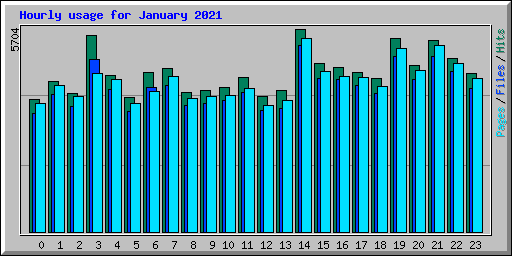 Hourly usage for January 2021
5704
Pages/Files/Hits
0 1 2 3 4 5 6 7 8 9 10 11 12 13 14 15 16 17 18 19 20 21 22 23